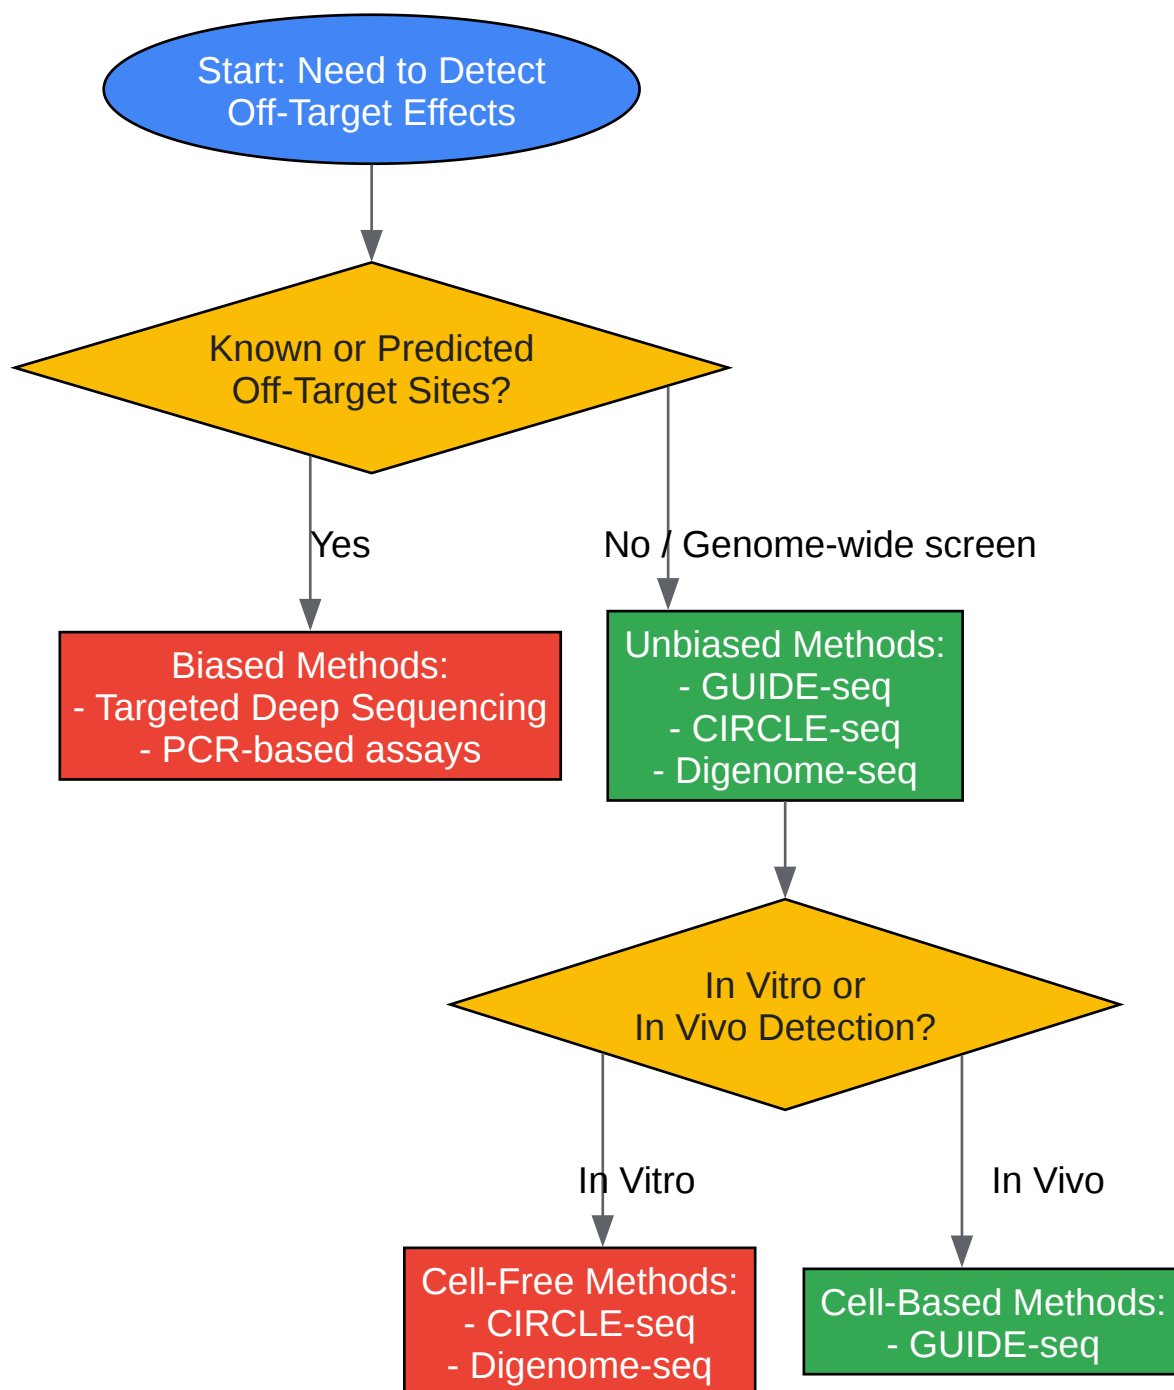 Start: Need to Detect
Off-Target Effects
Known or Predicted
Off-Target Sites?
Yes
No / Genome-wide screen
Biased Methods:
- Targeted Deep Sequencing
- PCR-based assays
Unbiased Methods:
- GUIDE-seq
- CIRCLE-seq
- Digenome-seq
In Vitro or
In Vivo Detection?
In Vitro
In Vivo
Cell-Free Methods:
- CIRCLE-seq
- Digenome-seq
Cell-Based Methods:
- GUIDE-seq